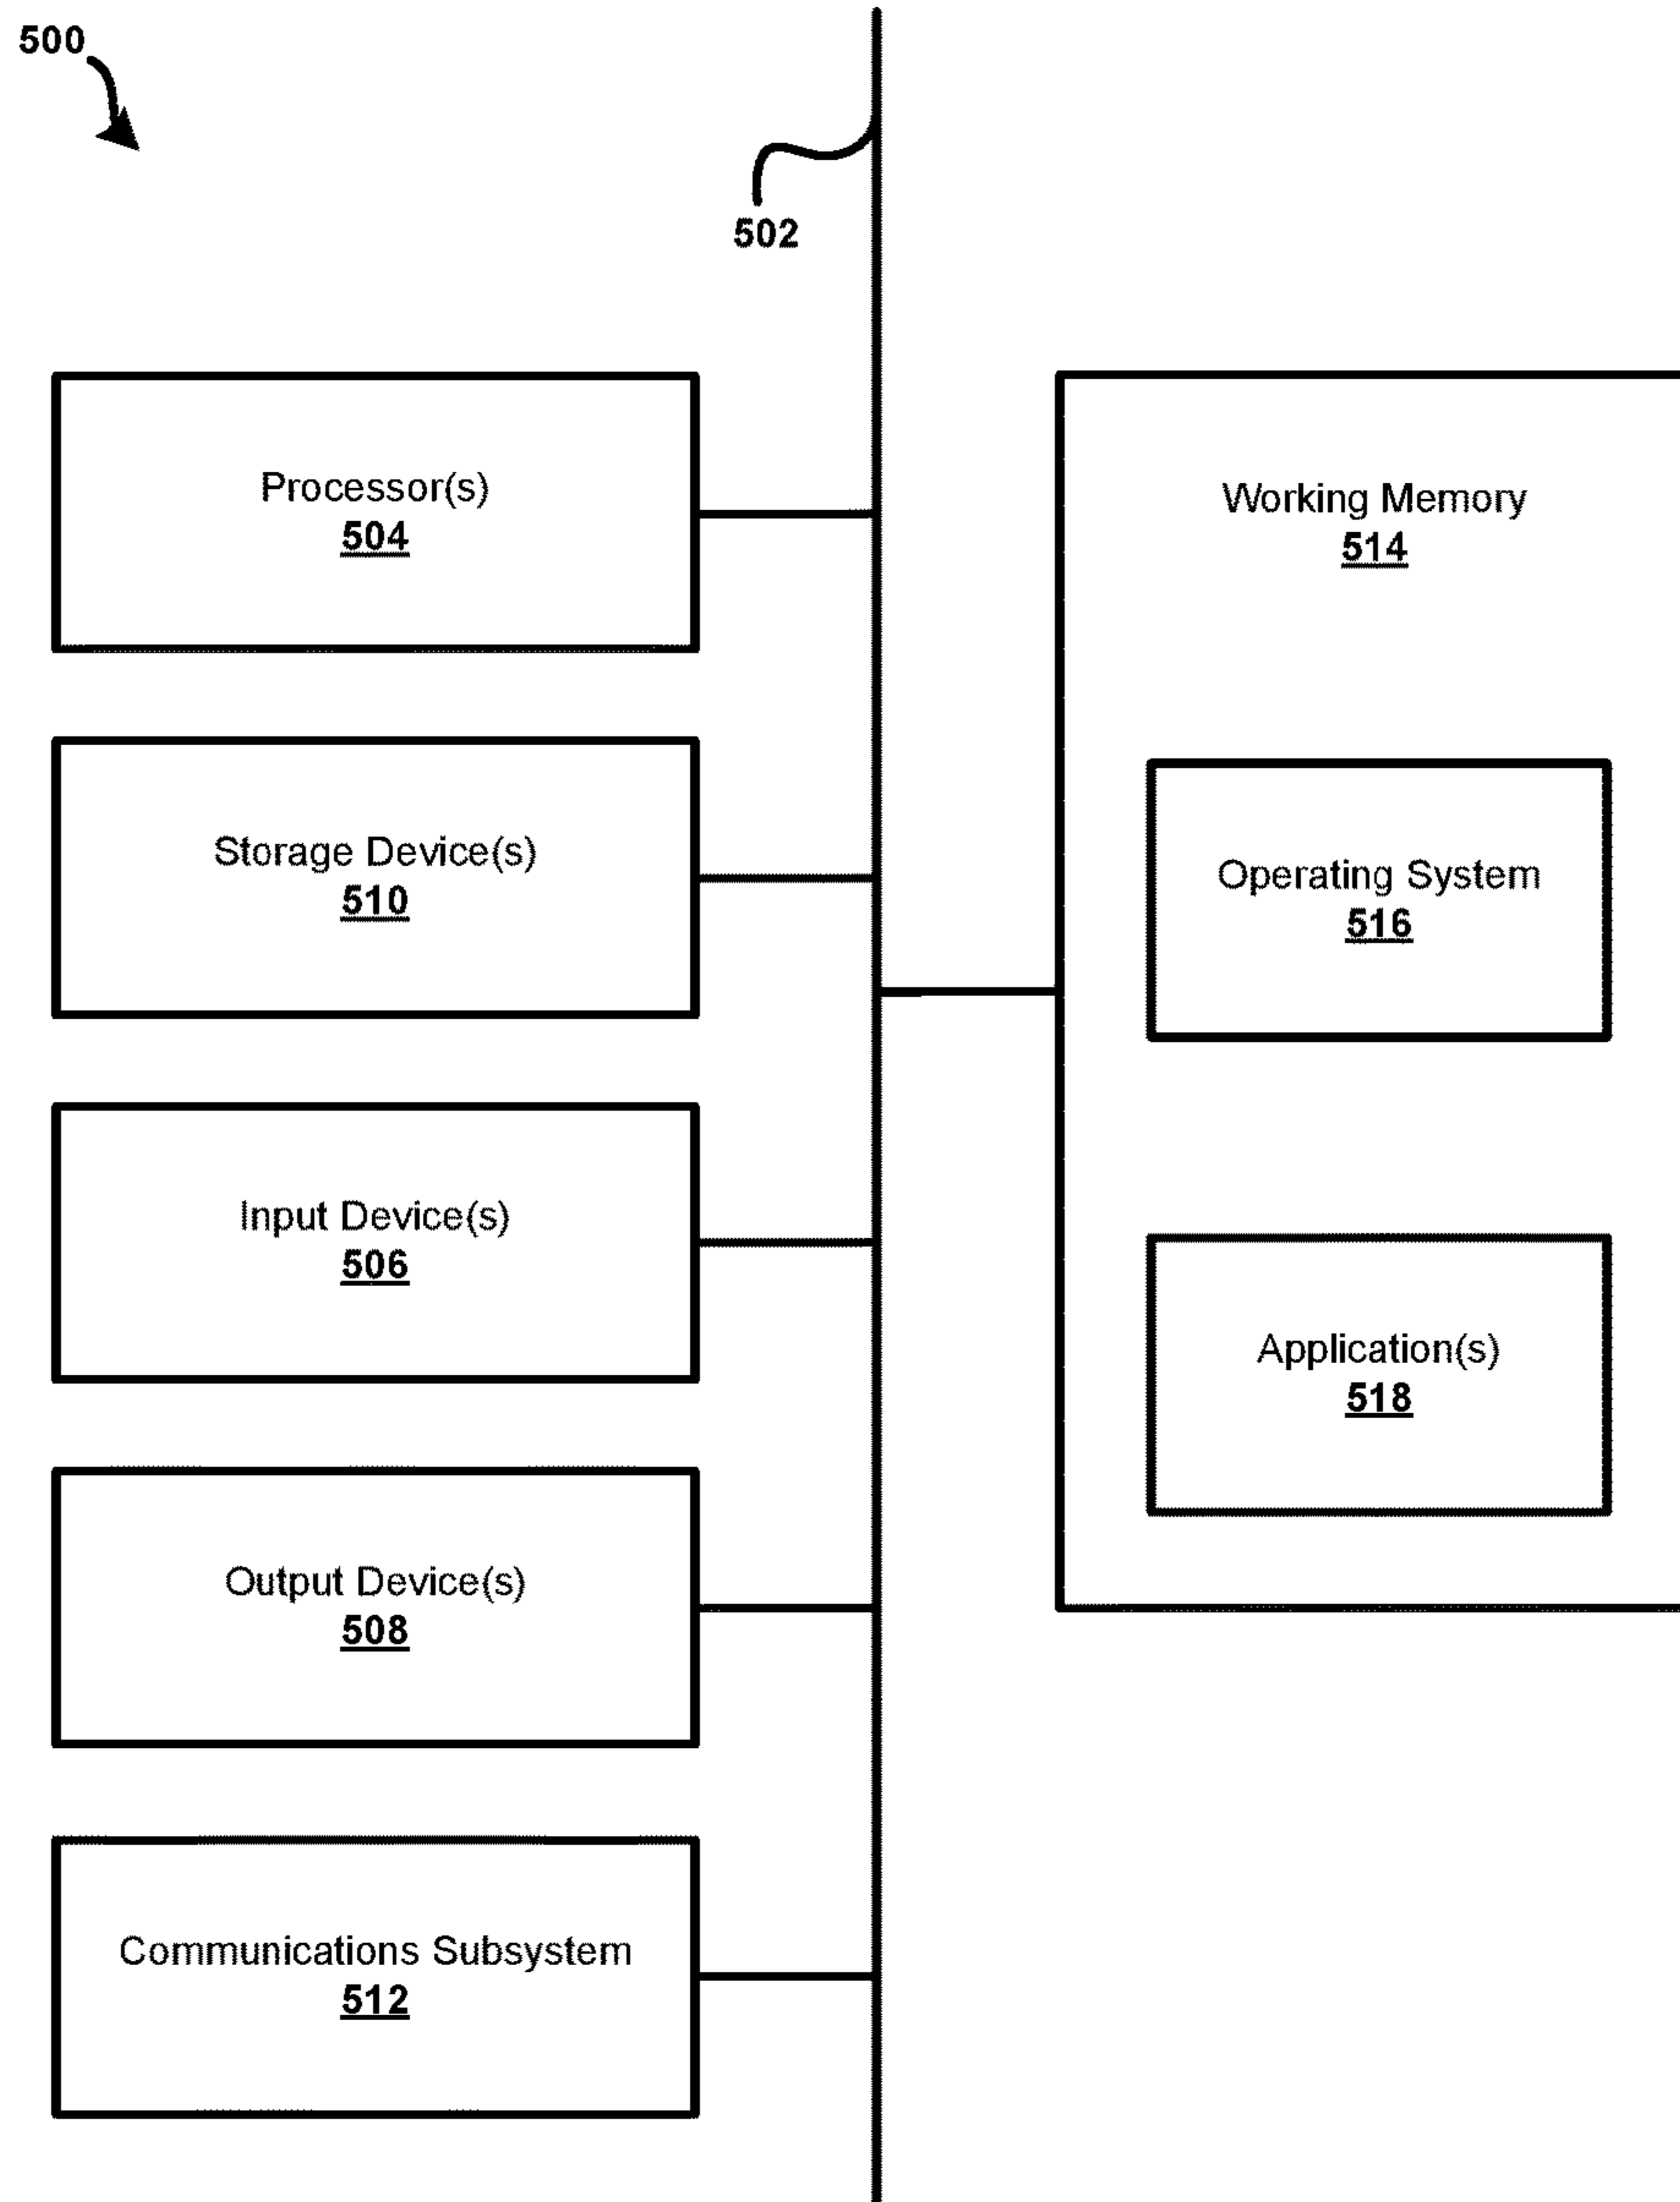 500
502
Processor(s)
504
Storage Device(s)
510
Input Device(s)
506
Output Device(s)
508
Communications Subsystem
512
Working Memory
514
Operating System
516
Application(s)
518